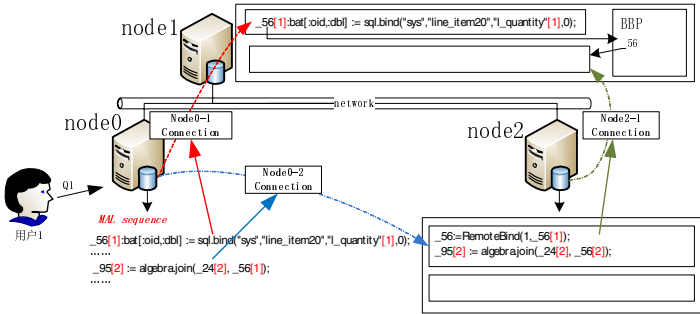 node1
_56[1]:bat[:oid,:dbl] := sql.bind("sys","line_item20","l_quantity"[1],0);
BBP
56
network
node0
Node0-1
Connection
node2
Node2-1
Connection
Node0-2
Connection
Q1
用户1
MAL sequence
_56[1]:bat[:oid,:dbl] := sql.bind("sys","line_item20","l_quantity"[1],0);
......
_95[2] := algebra.join(_24[2], _56[1]);
......
_56:=RemoteBind(1,_56[1]);
_95[2] := algebra.join(_24[2], _56[2]);